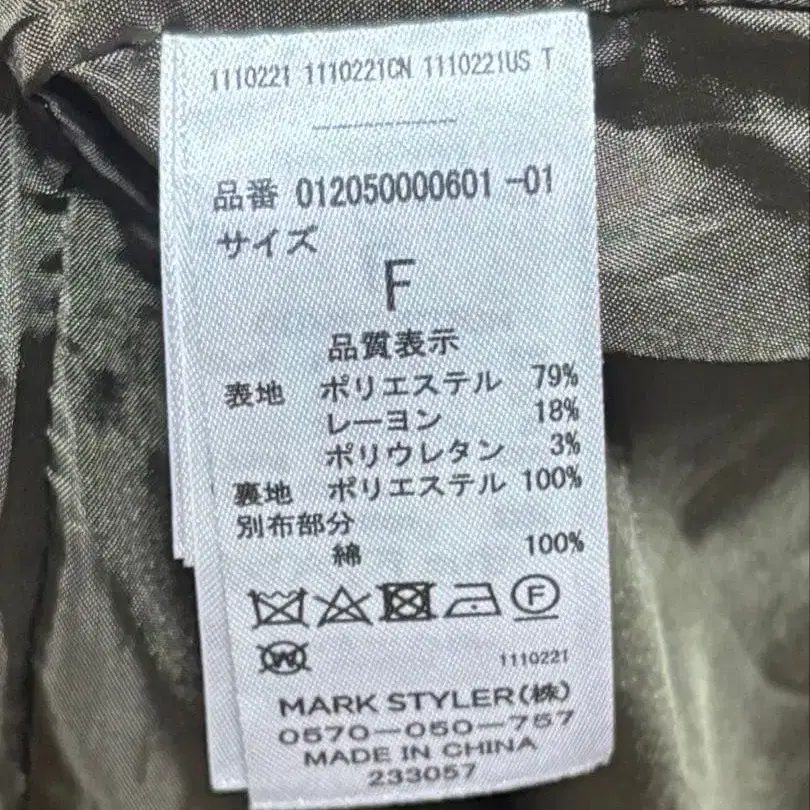 1110221 1110221CN 1110221US T
品番 012050000601 -01
サイズ
F
品質表示
表地 ポリエステル 79%
レーヨン 18%
ポリウレタン 3%
裏地 ポリエステル 100%
別布部分
綿 100%
F
W
1110221
MARK STYLER(株)
0570-050-757
MADE IN CHINA
233057